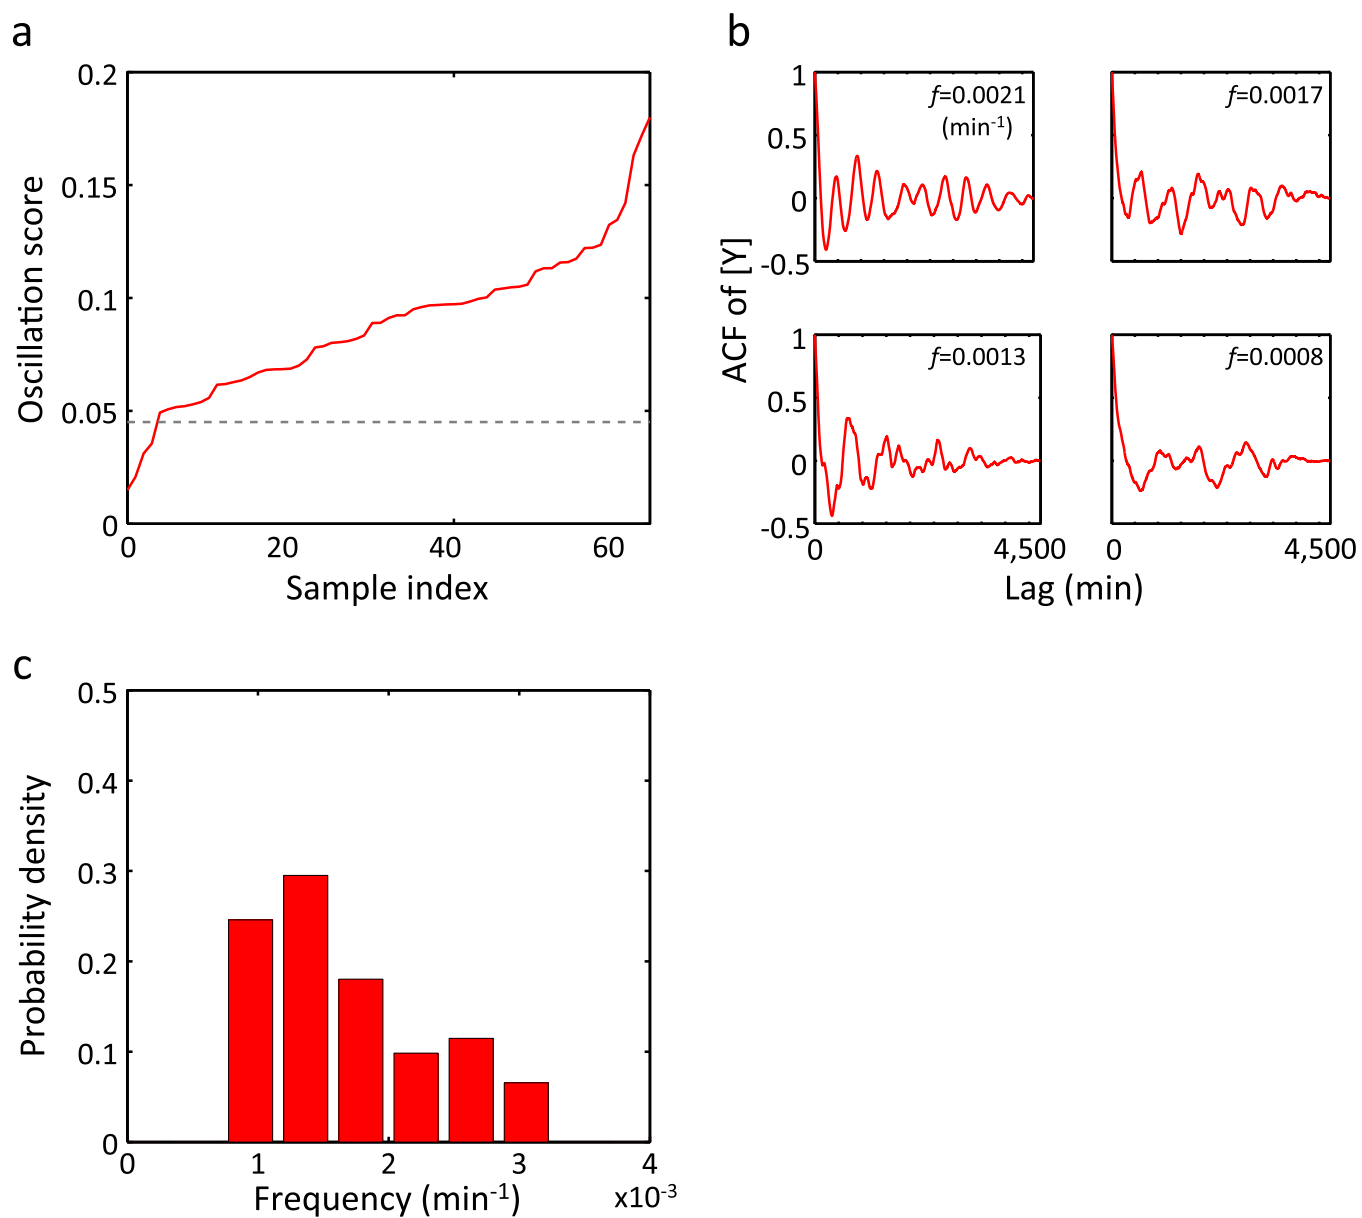 a
0.2
0.15
0.1
0.05
0
0 20 40 60
Oscillation score
Sample index
b
1
0.5
0
-0.5
f=0.0021
(min-1)
f=0.0017
1
0.5
0
-0.5
f=0.0013
f=0.0008
0 4,500 0 4,500
ACF of [Y]
Lag (min)
c
0.5
0.4
0.3
0.2
0.1
0
0 1 2 3 4
Probability density
Frequency (min-1)
x10-3